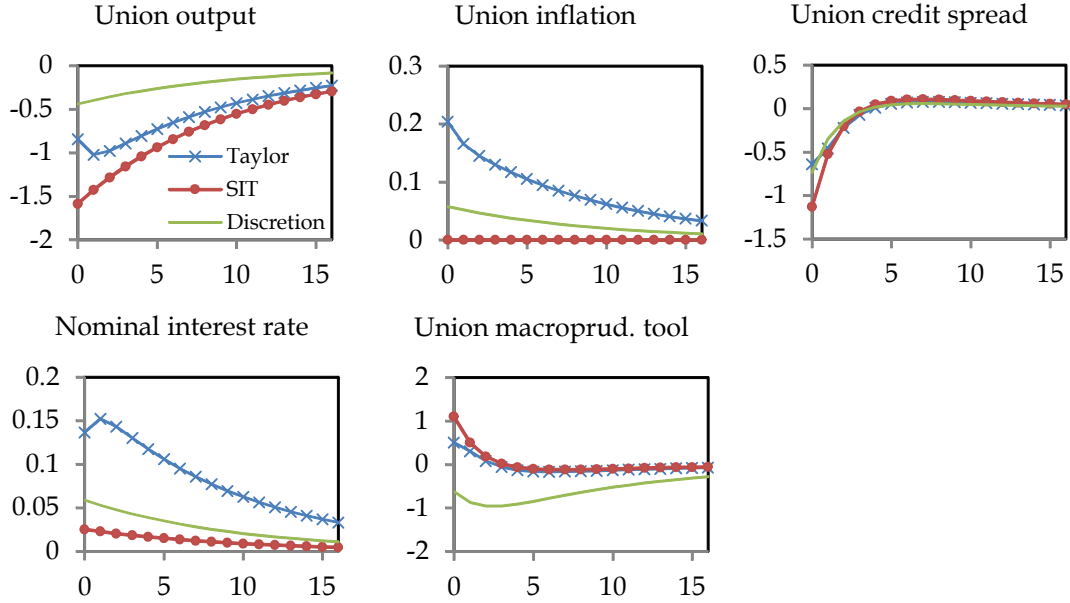 Union output
Union inflation
Union credit spread
0
-0.5
-1
-1.5
-2
Taylor
SIT
Discretion
0 5 10 15
0.3
0.2
0.1
0
0 5 10 15
0.5
0
-0.5
-1
-1.5
0 5 10 15
Nominal interest rate
Union macroprud. tool
0.2
0.15
0.1
0.05
0
0 5 10 15
2
1
0
-1
-2
0 5 10 15